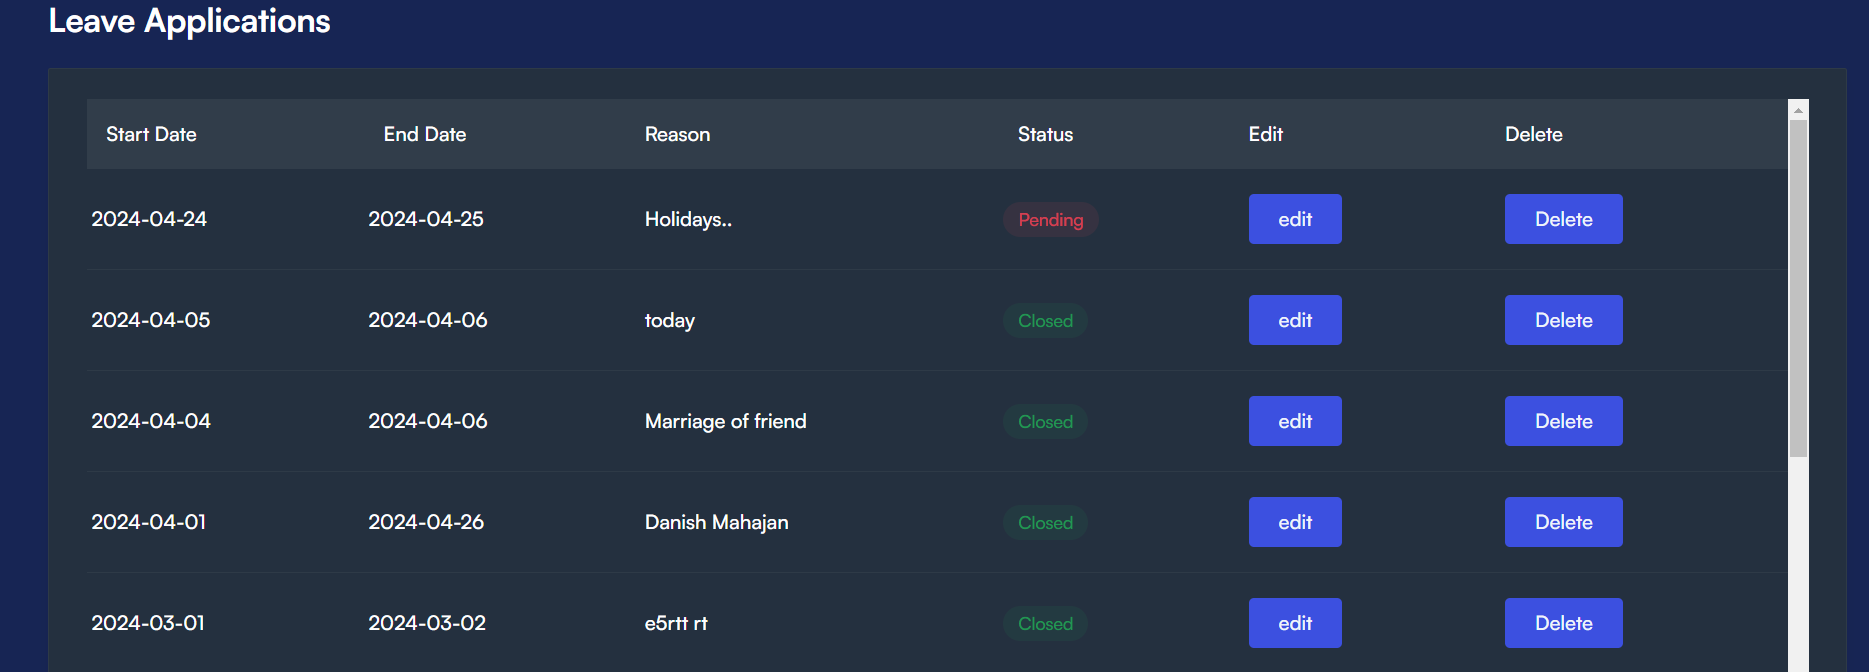 Leave Applications
Start Date End Date Reason Status Edit Delete
2024-04-24 2024-04-25 Holidays.. Pending edit Delete
2024-04-05 2024-04-06 today Closed edit Delete
2024-04-04 2024-04-06 Marriage of friend Closed edit Delete
2024-04-01 2024-04-26 Danish Mahajan Closed edit Delete
2024-03-01 2024-03-02 e5rtt rt Closed edit Delete